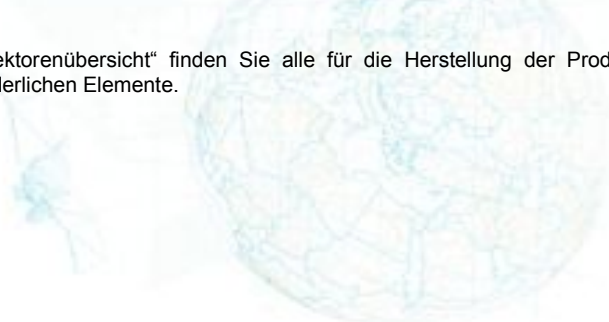 ektorenübersicht“ finden Sie alle für die Herstellung der Prod
derlichen Elemente.